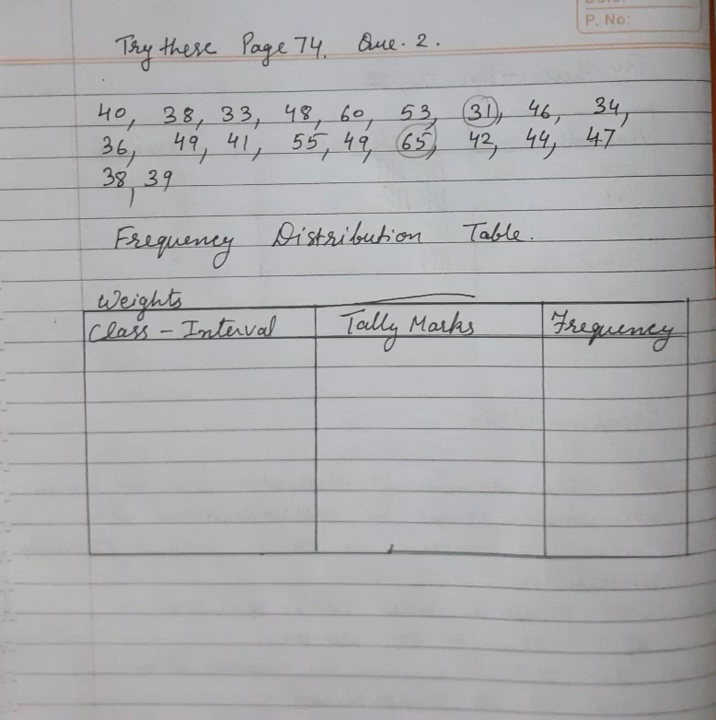 P. No:
Try these Page 74. Que. 2.
40, 38, 33, 48, 60, 53, 31, 46, 34,
36, 49, 41, 55, 49, 65, 42, 44, 47
38, 39
Frequency Distribution Table.
Weights
Class - Interval Tally Marks Frequency